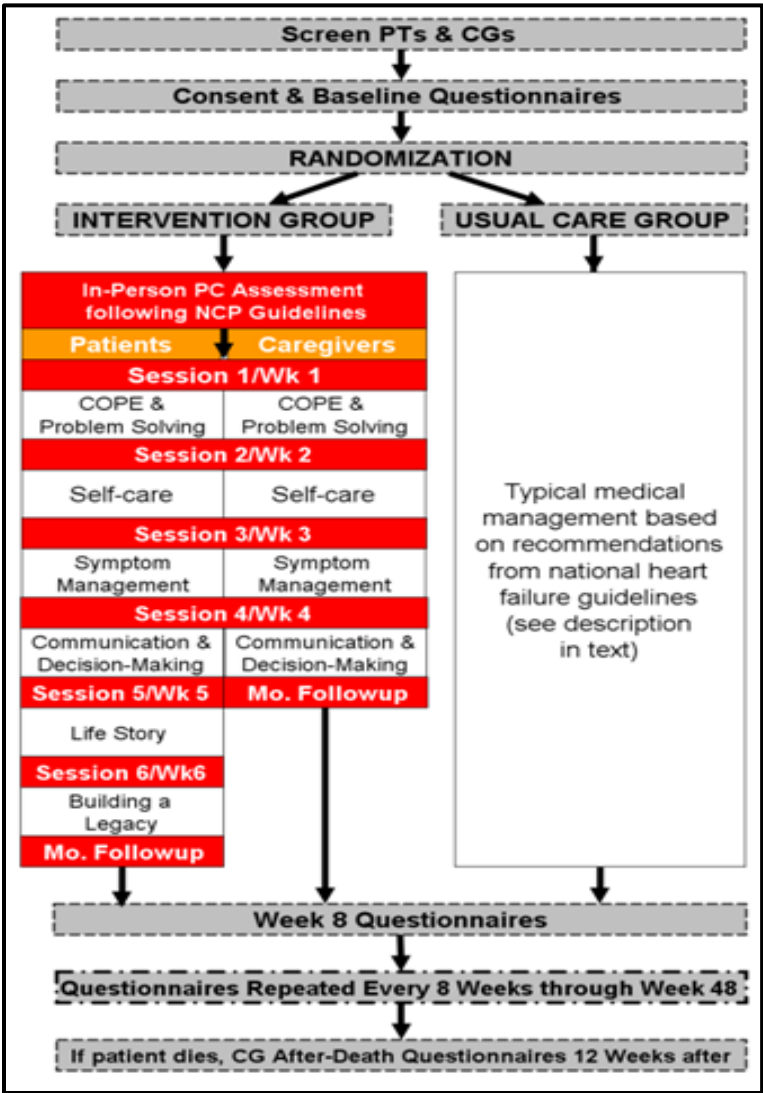 Screen PTs & CGs
Consent & Baseline Questionnaires
RANDOMIZATION
INTERVENTION GROUP
USUAL CARE GROUP
In-Person PC Assessment
following NCP Guidelines
Patients
Caregivers
Session 1/Wk 1
COPE &
Problem Solving
COPE &
Problem Solving
Session 2/Wk 2
Self-care
Self-care
Session 3/Wk 3
Symptom
Management
Symptom
Management
Session 4/Wk 4
Communication &
Decision-Making
Communication &
Decision-Making
Session 5/Wk 5
Mo. Followup
Life Story
Session 6/Wk6
Building a
Legacy
Mo. Followup
Typical medical
management based
on recommendations
from national heart
failure guidelines
(see description
in text)
Week 8 Questionnaires
Questionnaires Repeated Every 8 Weeks through Week 48
If patient dies, CG After-Death Questionnaires 12 Weeks after